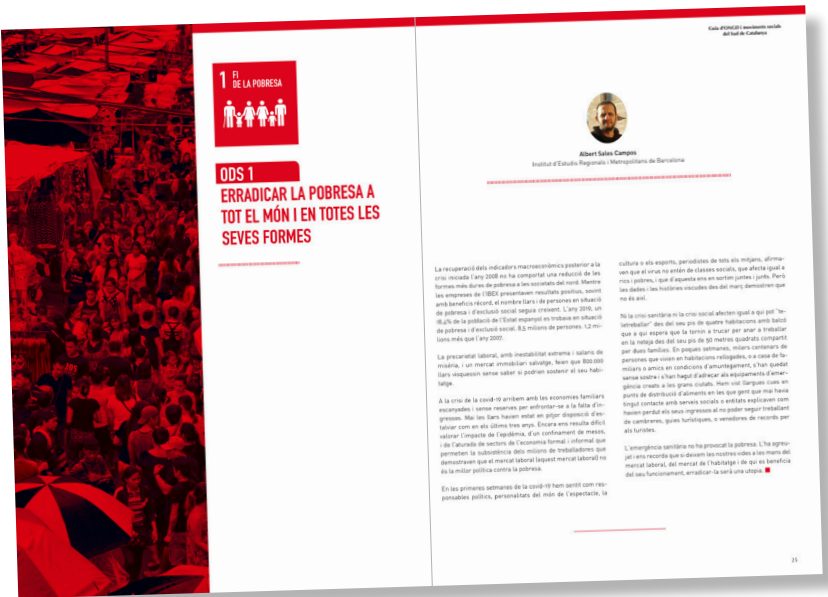 Guia d'ONGD i moviments socials
del Sud de Catalunya
1 FI
DE LA POBRESA
ODS 1
ERRADICAR LA POBRESA A
TOT EL MÓN I EN TOTES LES
SEVES FORMES
Albert Sales Campos
Institut d'Estudis Regionals i Metropolitans de Barcelona
La recuperació dels indicadors macroeconòmics posterior a la
crisi iniciada l'any 2008 no ha comportat una reducció de les
formes més dures de pobresa a les societats del nord. Mentre
les empreses de l'IBEX presentaven resultats positius, sovint
amb beneficis rècord, el nombre llars i de persones en situació
de pobresa i d'exclusió social seguia creixent. L'any 2019, un
18,4% de la població de l'Estat espanyol es trobava en situació
de pobresa i d'exclusió social. 8.5 milions de persones. 1,2 mi-
lions més que l'any 2007.
La precarietat laboral, amb inestabilitat extrema i salaris de
misèria, i un mercat immobiliari salvatge, feien que 800.000
llars visquessin sense saber si podrien sostenir el seu habi-
tatge.
A la crisi de la covid-19 arribem amb les economies familiars
escanyades i sense reserves per enfrontar-se a la falta d'in-
gressos. Mai les llars havien estat en pitjor disposició d'es-
talviar com en els últims tres anys. Encara ens resulta difícil
valorar l'impacte de l'epidèmia, d'un confinament de mesos,
i de l'aturada de sectors de l'economia formal i informal que
permetien la subsistència dels milions de treballadores que
demostraven que el mercat laboral (aquest mercat laboral) no
és la millor política contra la pobresa.
En les primeres setmanes de la covid-19 hem sentit com res-
ponsables polítics, personalitats del món de l'espectacle, la
cultura o els esports, periodistes de tots els mitjans, afirma-
ven que el virus no entén de classes socials, que afecta igual a
rics i pobres, i que d'aquesta ens en sortim juntes i junts. Però
les dades i les històries viscudes des del març demostren que
no és així.
Ni la crisi sanitària ni la crisi social afecten igual a qui pot "te-
letreballar" des del seu pis de quatre habitacions amb balcó
que a qui espera que la tornin a trucar per anar a treballar
en la neteja des del seu pis de 50 metres quadrats compartit
per dues famílies. En poques setmanes, milers centenars de
persones que vivien en habitacions rellogades, o a casa de fa-
miliars o amics en condicions d'amuntegament, s'han quedat
sense sostre i s'han hagut d'adreçar als equipaments d'emer-
gència creats a les grans ciutats. Hem vist llargues cues en
punts de distribució d'aliments en les que gent que mai havia
tingut contacte amb serveis socials o entitats explicaven com
havien perdut els seus ingressos al no poder seguir treballant
de cambreres, guies turístiques, o venedores de records per
als turistes.
L'emergència sanitària no ha provocat la pobresa. L'ha agreu-
jat i ens recorda que si deixem les nostres vides a les mans del
mercat laboral, del mercat de l'habitatge i de qui es beneficia
del seu funcionament, erradicar-la serà una utopia.
25